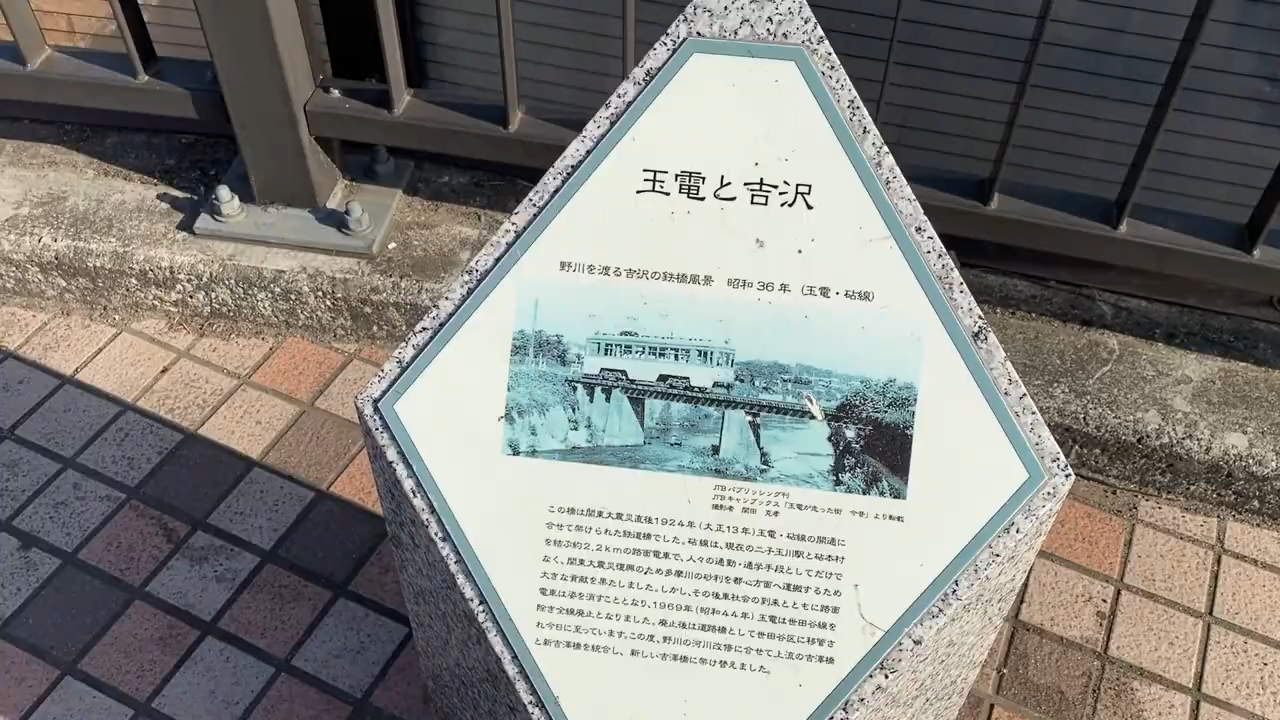 玉電と吉沢
野川を渡る吉沢の鉄橋風景 昭和36年 (玉電・砧線)
JTBパブリッシング刊
JTBキャンブックス「玉電が走った街 今昔」より転載
撮影者 関田 克孝
この橋は関東大震災直後1924年(大正13年)玉電・砧線の開通に
合せて架けられた鉄道橋でした。砧線は、現在の二子玉川駅と砧本村
を結ぶ約2.2kmの路面電車で、人々の通勤・通学手段としてだけで
なく、関東大震災復興のため多摩川の砂利を都心方面へ運搬するため
大きな貢献を果たしました。しかし、その後車社会の到来とともに路面
電車は姿を消すこととなり、1969年(昭和44年)玉電は世田谷線を
除き全線廃止となりました。廃止後は道路橋として世田谷区に移管さ
れ今日に至っています。この度、野川の河川改修に合せて上流の吉澤橋
と新吉澤橋を統合し、新しい吉澤橋に架け替えました。